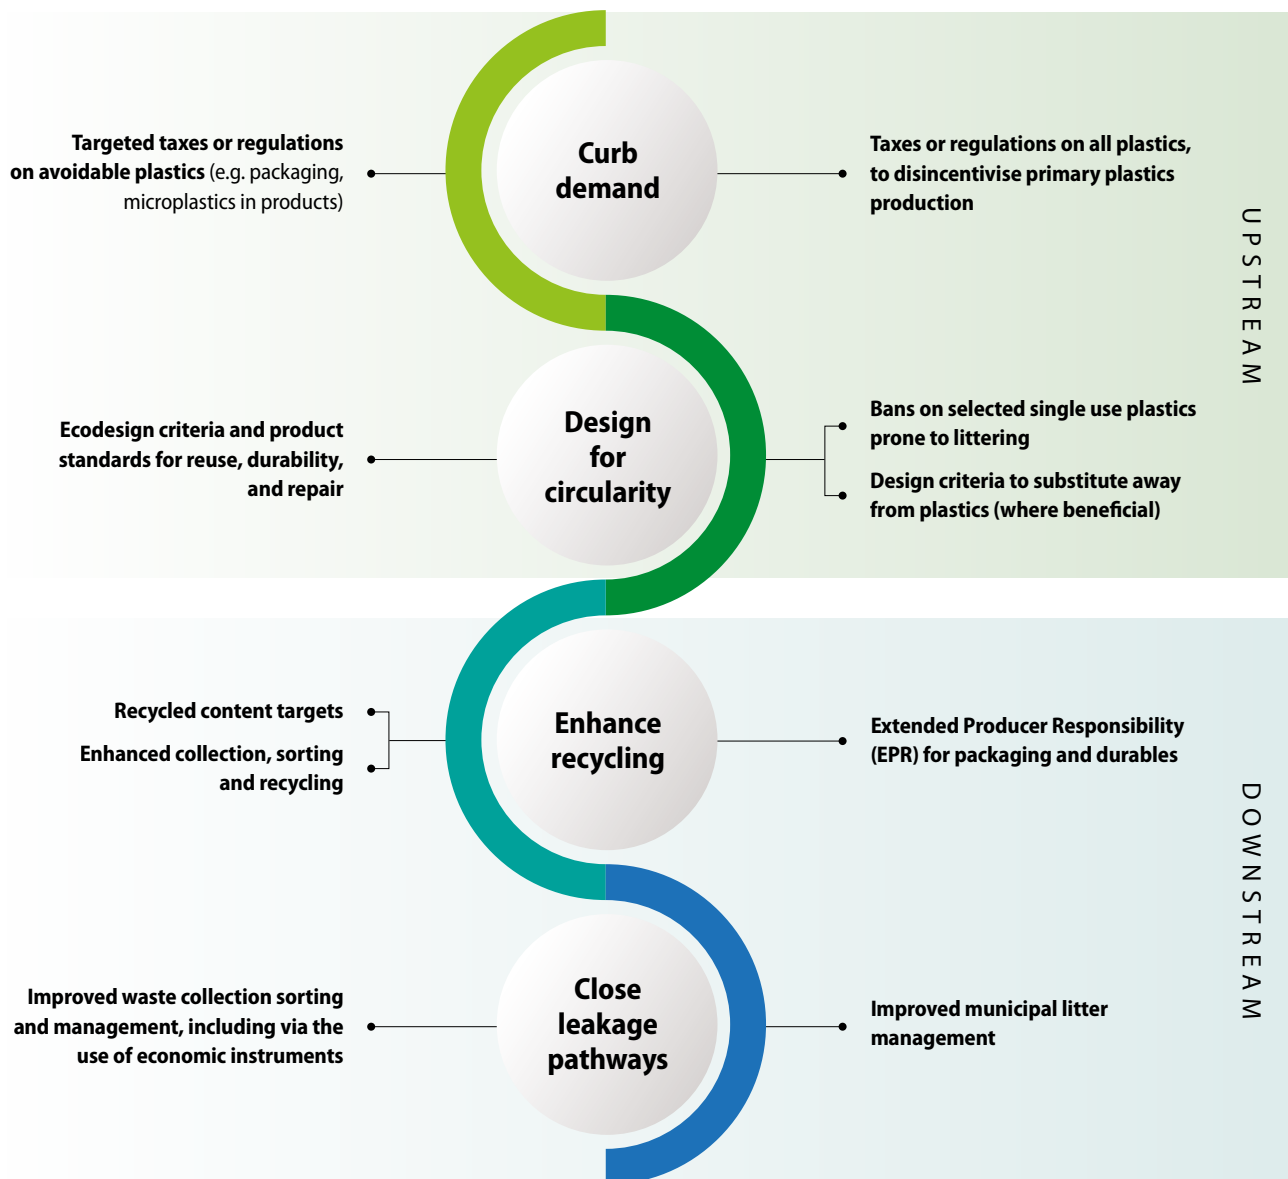 Targeted taxes or regulations
on avoidable plastics (e.g. packaging,
microplastics in products)
Curb
demand
Taxes or regulations on all plastics,
to disincentivise primary plastics
production
UPSTREAM
Ecodesign criteria and product
standards for reuse, durability,
and repair
Design
for
circularity
Bans on selected single use plastics
prone to littering
Design criteria to substitute away
from plastics (where beneficial)
Recycled content targets
Enhanced collection, sorting
and recycling
Enhance
recycling
Extended Producer Responsibility
(EPR) for packaging and durables
DOWNSTREAM
Improved waste collection sorting
and management, including via the
use of economic instruments
Close
leakage
pathways
Improved municipal litter
management